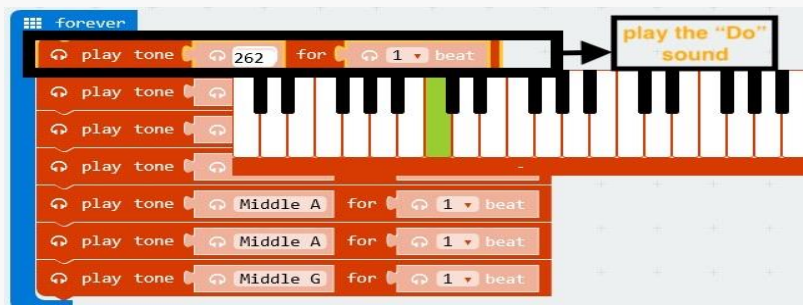 forever
play tone 262 for 1 beat
play the “Do”
sound
play tone
play tone
play tone
play tone Middle A for 1 beat
play tone Middle A for 1 beat
play tone Middle G for 1 beat